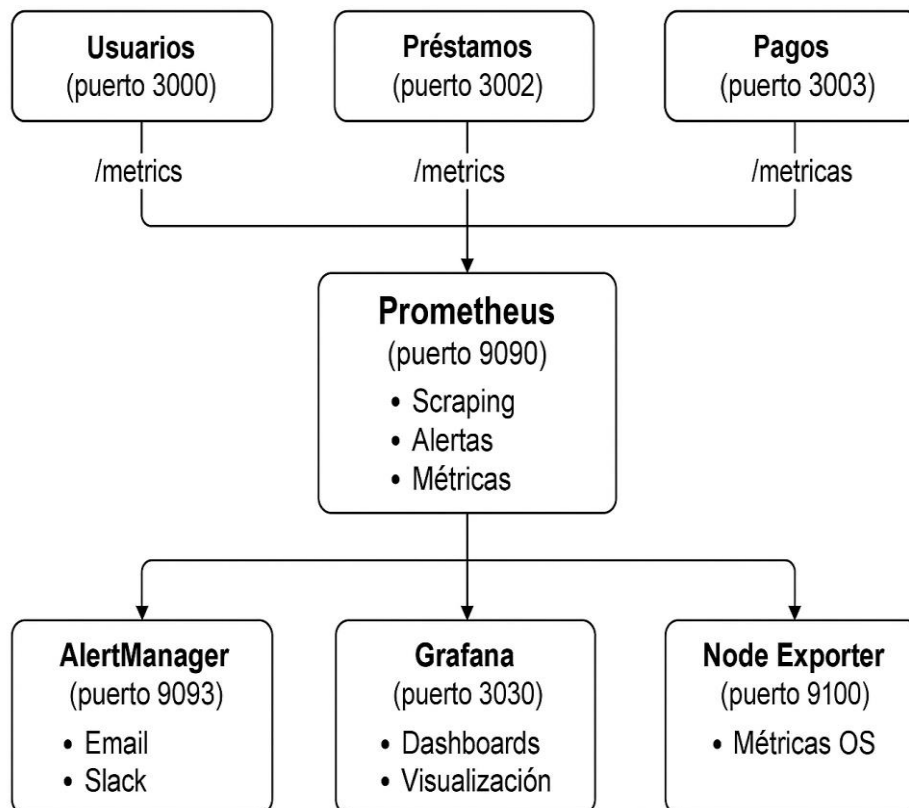 Usuarios
(puerto 3000)
Préstamos
(puerto 3002)
Pagos
(puerto 3003)
/metrics
/metrics
/metricas
Prometheus
(puerto 9090)
• Scraping
• Alertas
• Métricas
AlertManager
(puerto 9093)
• Email
• Slack
Grafana
(puerto 3030)
• Dashboards
• Visualización
Node Exporter
(puerto 9100)
• Métricas OS